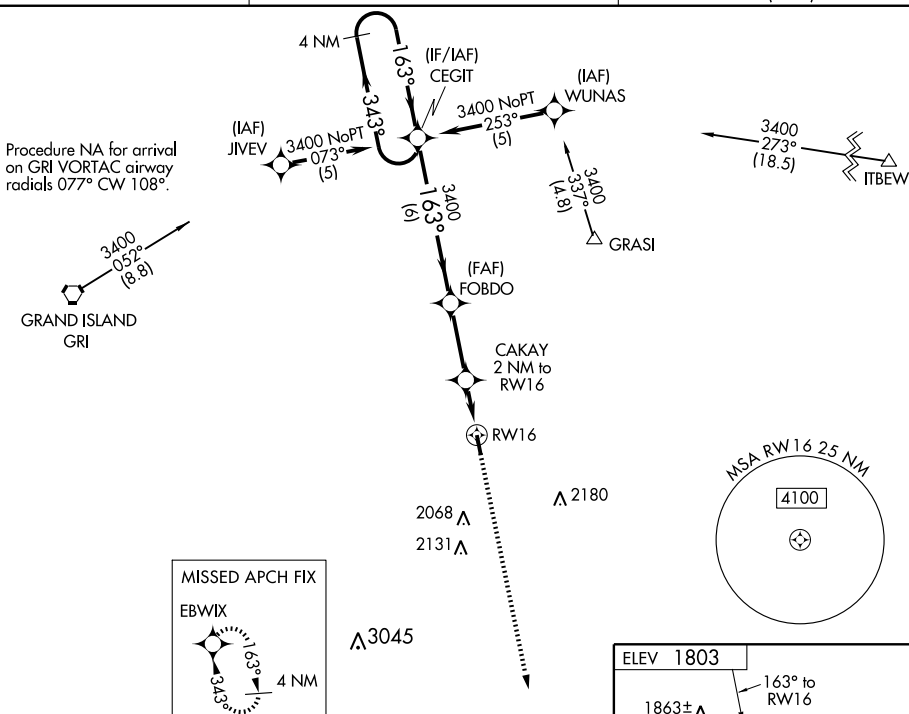 4 NM
163°
343°
(IF/IAF)
CEGIT
(IAF)
WUNAS
3400 NoPT
253°
(5)
(IAF)
JIVEV
3400 NoPT
073°
(5)
3400
273°
(18.5)
ITBEW
Procedure NA for arrival
on GRI VORTAC airway
radials 077° CW 108°.
3400
337°
(4.8)
GRASI
3400
163°
(6)
3400
052°
(8.8)
GRAND ISLAND
GRI
(FAF)
FOBDO
CAKAY
2 NM to
RW16
RW16
MSA RW16 25 NM
4100
2180
2068
2131
MISSED APCH FIX
EBWIX
163°
343°
4 NM
3045
ELEV 1803
163° to
RW16
1863±